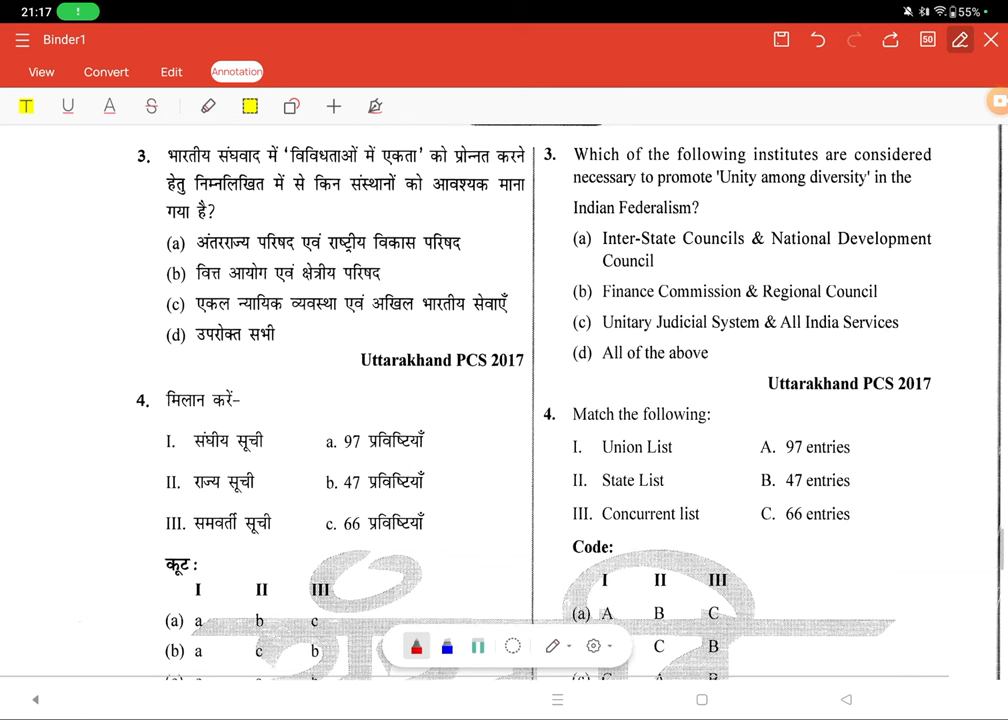 21:17
55%
Binder1
50
View Convert Edit Annotation
T U A S
3. भारतीय संघवाद में 'विविधताओं में एकता' को प्रोन्नत करने
हेतु निम्नलिखित में से किन संस्थानों को आवश्यक माना
गया है?
(a) अंतरराज्य परिषद एवं राष्ट्रीय विकास परिषद
(b) वित्त आयोग एवं क्षेत्रीय परिषद
(c) एकल न्यायिक व्यवस्था एवं अखिल भारतीय सेवाएँ
(d) उपरोक्त सभी
Uttarakhand PCS 2017
4. मिलान करें–
I. संघीय सूची a. 97 प्रविष्टियाँ
II. राज्य सूची b. 47 प्रविष्टियाँ
III. समवर्ती सूची c. 66 प्रविष्टियाँ
कूट :
I II III
(a) a b c
(b) a c b
3. Which of the following institutes are considered
necessary to promote 'Unity among diversity' in the
Indian Federalism?
(a) Inter-State Councils & National Development
Council
(b) Finance Commission & Regional Council
(c) Unitary Judicial System & All India Services
(d) All of the above
Uttarakhand PCS 2017
4. Match the following:
I. Union List A. 97 entries
II. State List B. 47 entries
III. Concurrent list C. 66 entries
Code:
I II III
(a) A B C
C B